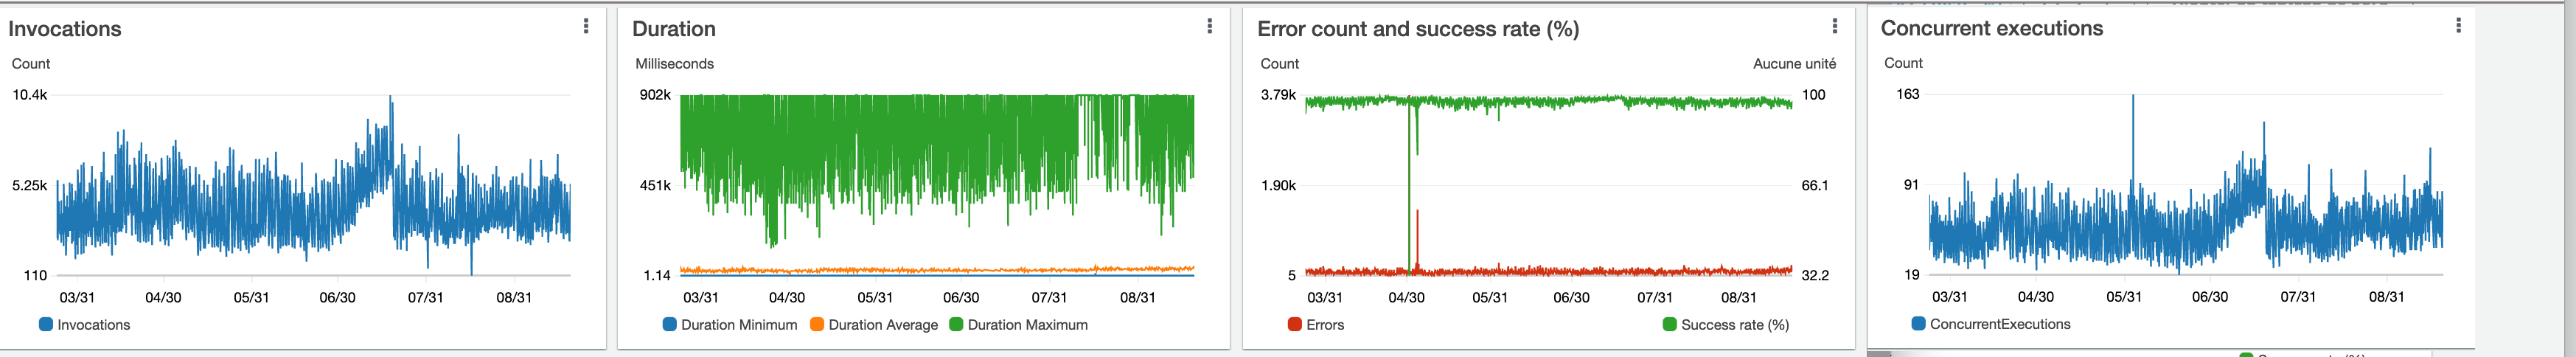 Invocations
Count
10.4k
5.25k
110
03/31 04/30 05/31 06/30 07/31 08/31
Invocations
Duration
Milliseconds
902k
451k
1.14
03/31 04/30 05/31 06/30 07/31 08/31
Duration Minimum Duration Average Duration Maximum
Error count and success rate (%)
Count Aucune unité
3.79k 100
1.90k 66.1
5 32.2
03/31 04/30 05/31 06/30 07/31 08/31
Errors Success rate (%)
Concurrent executions
Count
163
91
19
03/31 04/30 05/31 06/30 07/31 08/31
ConcurrentExecutions